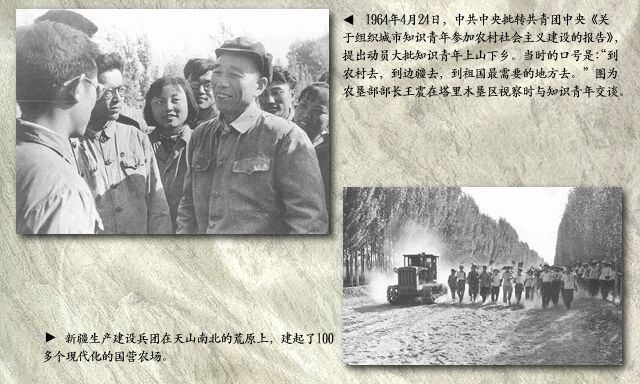 ◀ 1964年4月24日，中共中央批转共青团中央《关
于组织城市知识青年参加农村社会主义建设的报告》，
提出动员大批知识青年上山下乡。当时的口号是：“到
农村去，到边疆去，到祖国最需要的地方去。”图为
农垦部部长王震在塔里木垦区视察时与知识青年交谈。
▶ 新疆生产建设兵团在天山南北的荒原上，建起了100
多个现代化的国营农场。